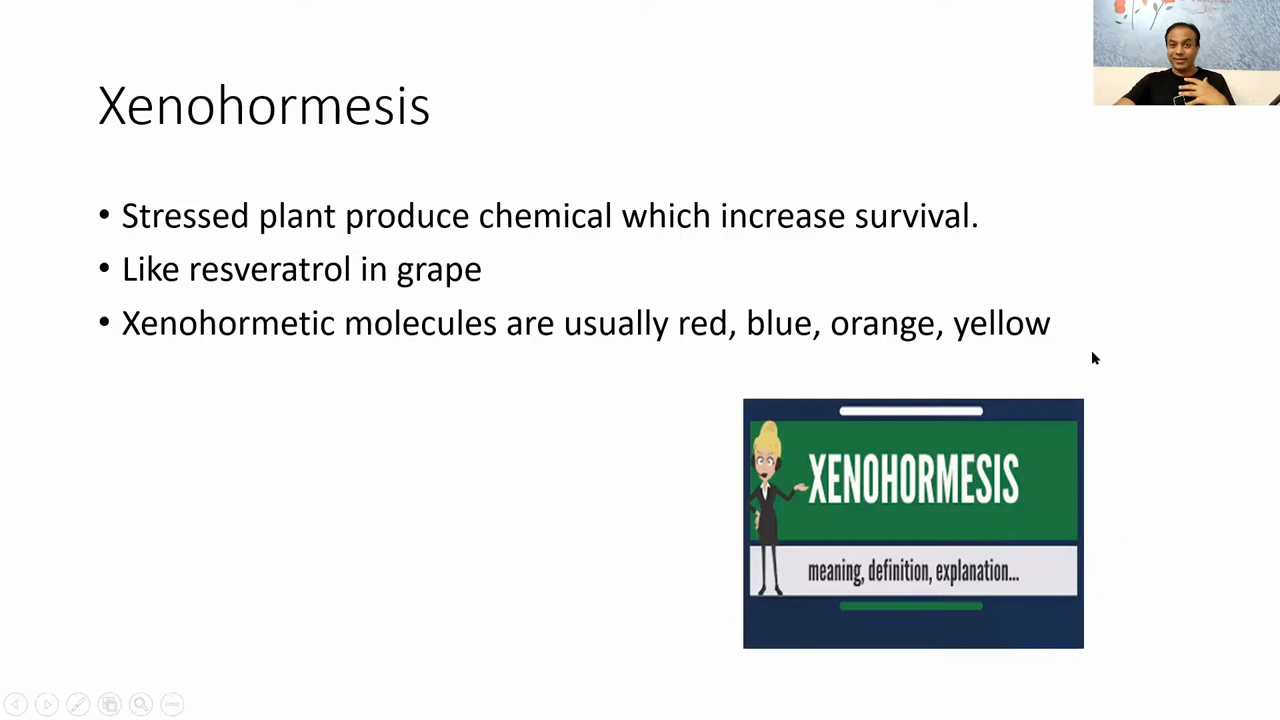 Xenohormesis
• Stressed plant produce chemical which increase survival.
• Like resveratrol in grape
• Xenohormetic molecules are usually red, blue, orange, yellow
XENOHORMESIS
meaning, definition, explanation...